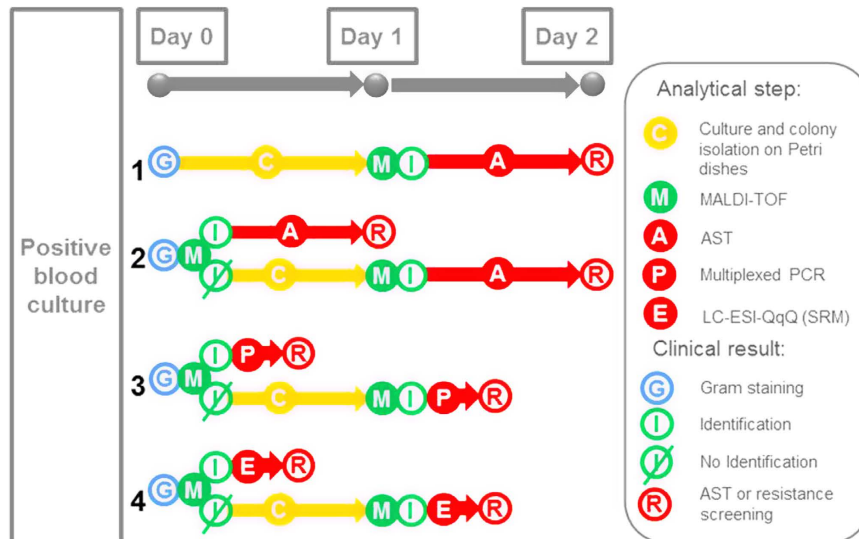 Day 0
Day 1
Day 2
Positive
blood
culture
1
G
C
M
I
A
R
2
G
M
I
A
R
I
C
M
I
A
R
3
G
M
I
P
R
I
C
M
I
P
R
4
G
M
I
E
R
I
C
M
I
E
R
Analytical step:
C
Culture and colony
isolation on Petri
dishes
M
MALDI-TOF
A
AST
P
Multiplexed PCR
E
LC-ESI-QqQ (SRM)
Clinical result:
G
Gram staining
I
Identification
I
No Identification
R
AST or resistance
screening